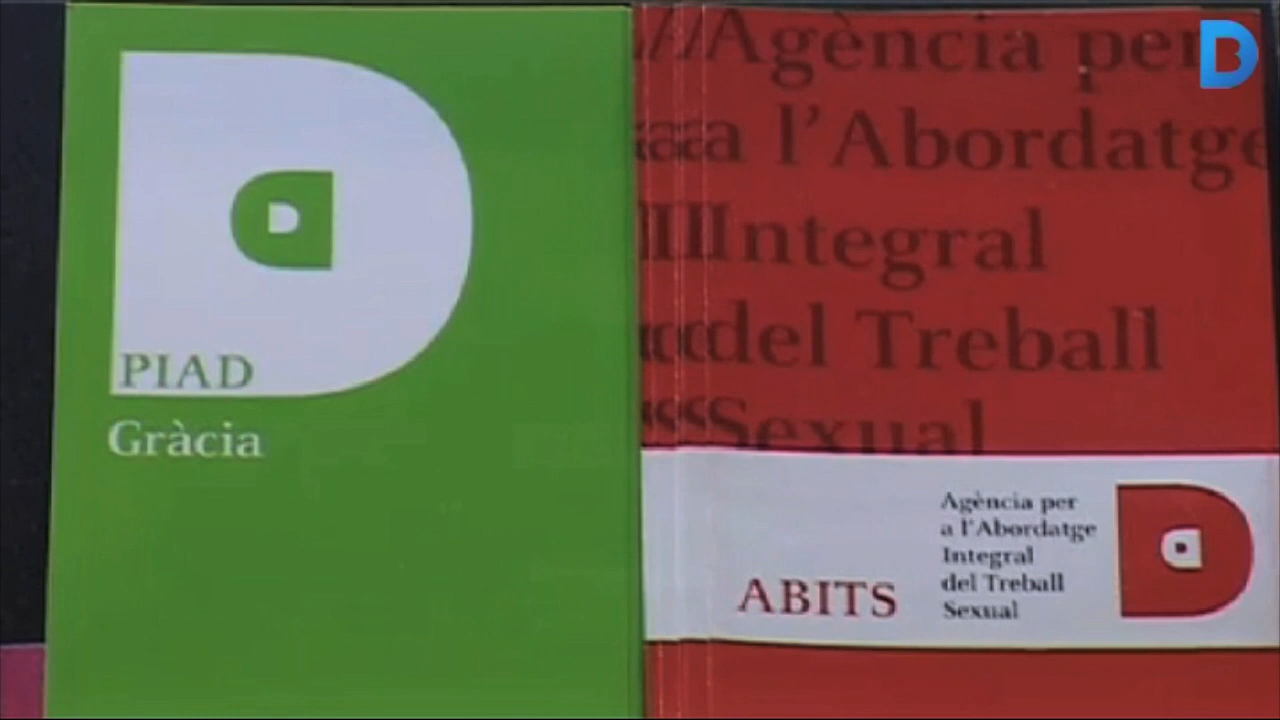 PIAD
Gràcia
Agència per
a l'Abordatge
Integral
del Treball
Sexual
ABITS
Agència per
a l'Abordatge
Integral
del Treball
Sexual
B